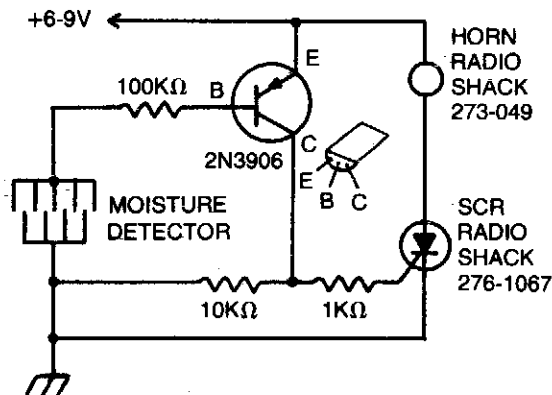 +6-9V
E
HORN
RADIO
SHACK
273-049
100KΩ
B
C
2N3906
E
B
C
MOISTURE
DETECTOR
SCR
RADIO
SHACK
276-1067
10KΩ
1KΩ